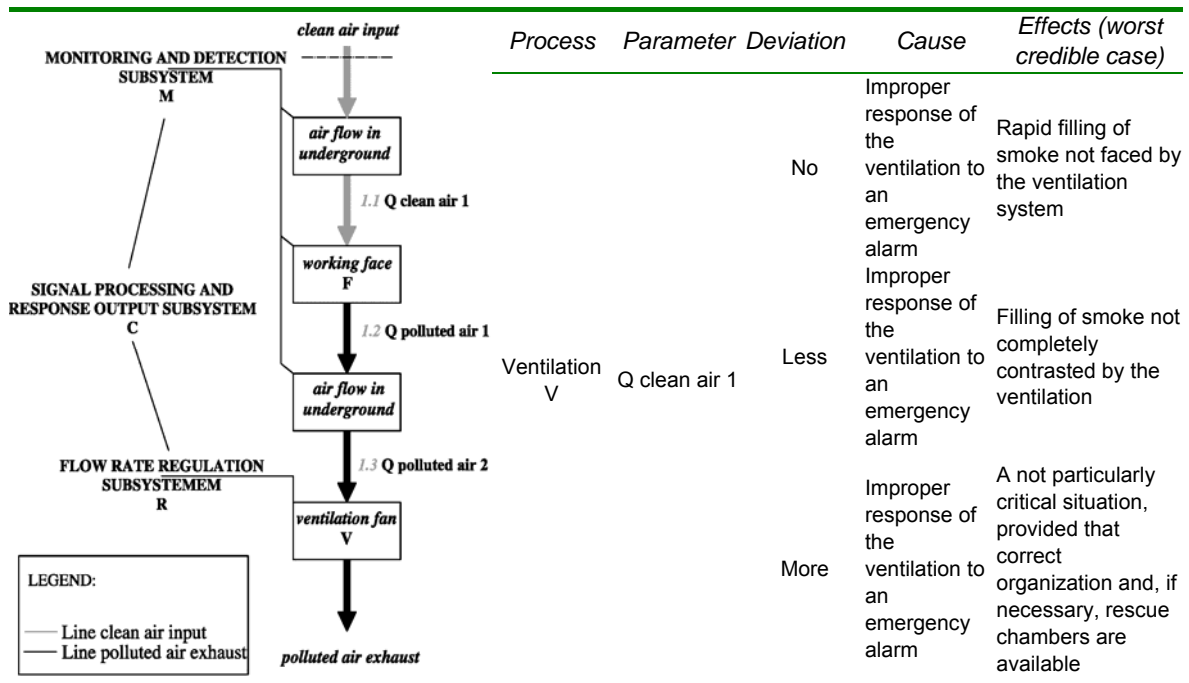 clean air input
MONITORING AND DETECTION
SUBSYSTEM
M
air flow in
underground
1.1 Q clean air 1
working face
F
SIGNAL PROCESSING AND
RESPONSE OUTPUT SUBSYSTEM
C
1.2 Q polluted air 1
air flow in
underground
FLOW RATE REGULATION
SUBSYSTEMEM
R
1.3 Q polluted air 2
ventilation fan
V
LEGEND:
Line clean air input
Line polluted air exhaust
polluted air exhaust
Process Parameter Deviation Cause Effects (worst
credible case)
Ventilation
V
Q clean air 1
No
Improper
response of
the
ventilation to
an
emergency
alarm
Rapid filling of
smoke not faced by
the ventilation
system
Less
Improper
response of
the
ventilation to
an
emergency
alarm
Filling of smoke not
completely
contrasted by the
ventilation
More
Improper
response of
the
ventilation to
an
emergency
alarm
A not particularly
critical situation,
provided that
correct
organization and, if
necessary, rescue
chambers are
available